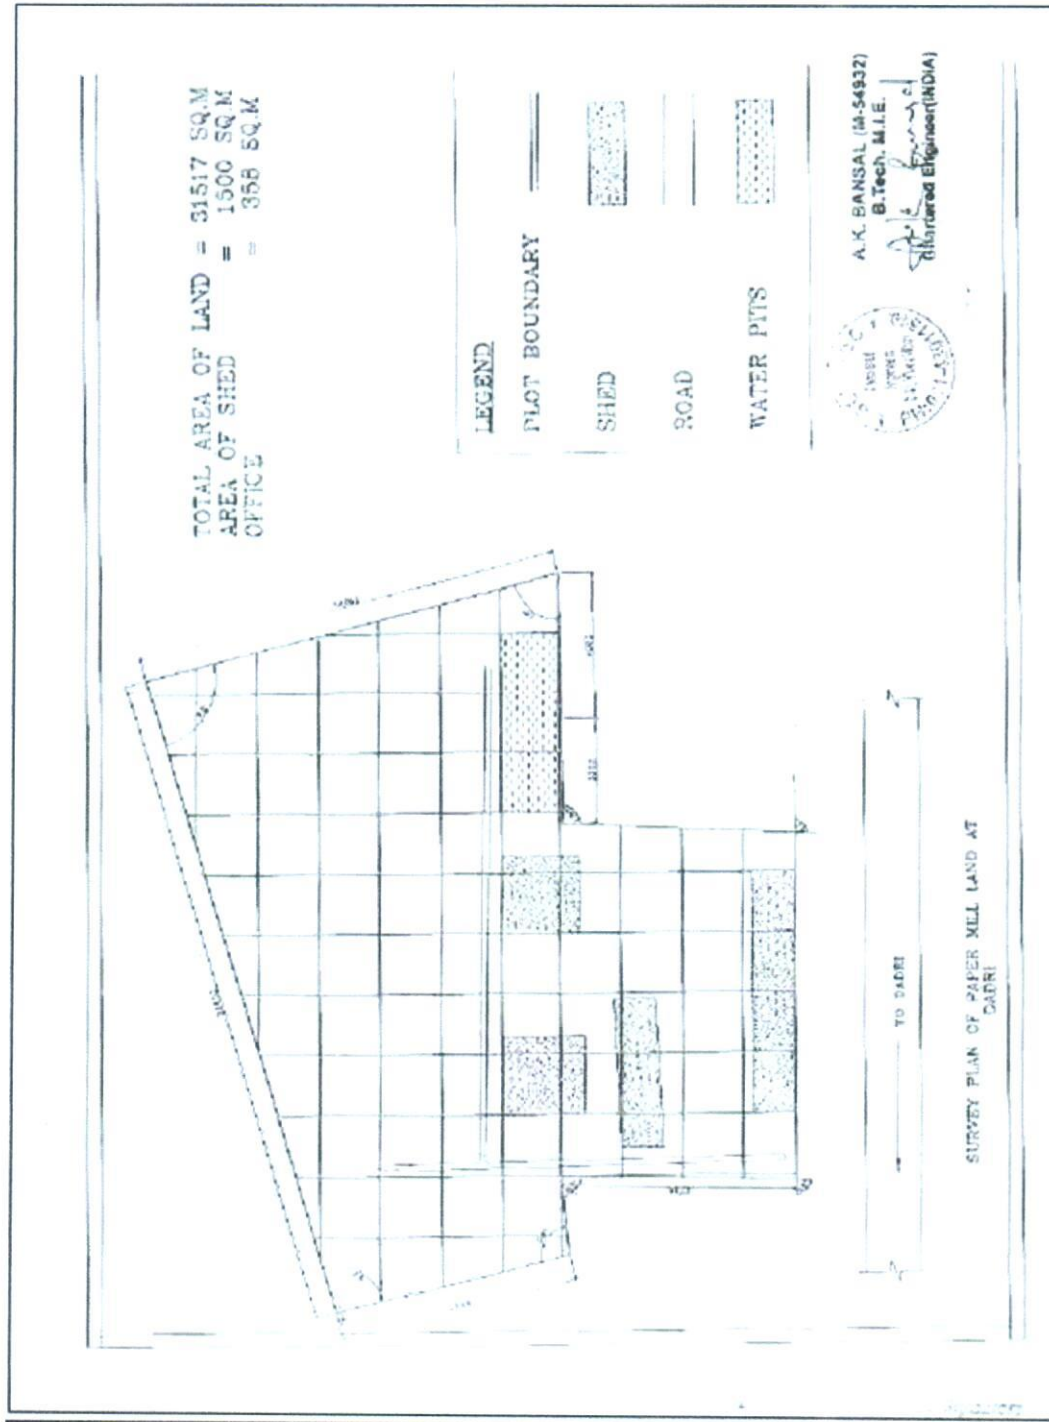 TOTAL AREA OF LAND = 31517 SQ.M
AREA OF SHED = 1500 SQ.M
OFFICE = 358 SQ.M
LEGEND
PLOT BOUNDARY
SHED
ROAD
WATER PITS
A.K. BANSAL (M-54932)
B.Tech. M.I.E.
Chartered Engineer(INDIA)
TO DADRI
SURVEY PLAN OF PAPER MILL LAND AT
DADRI